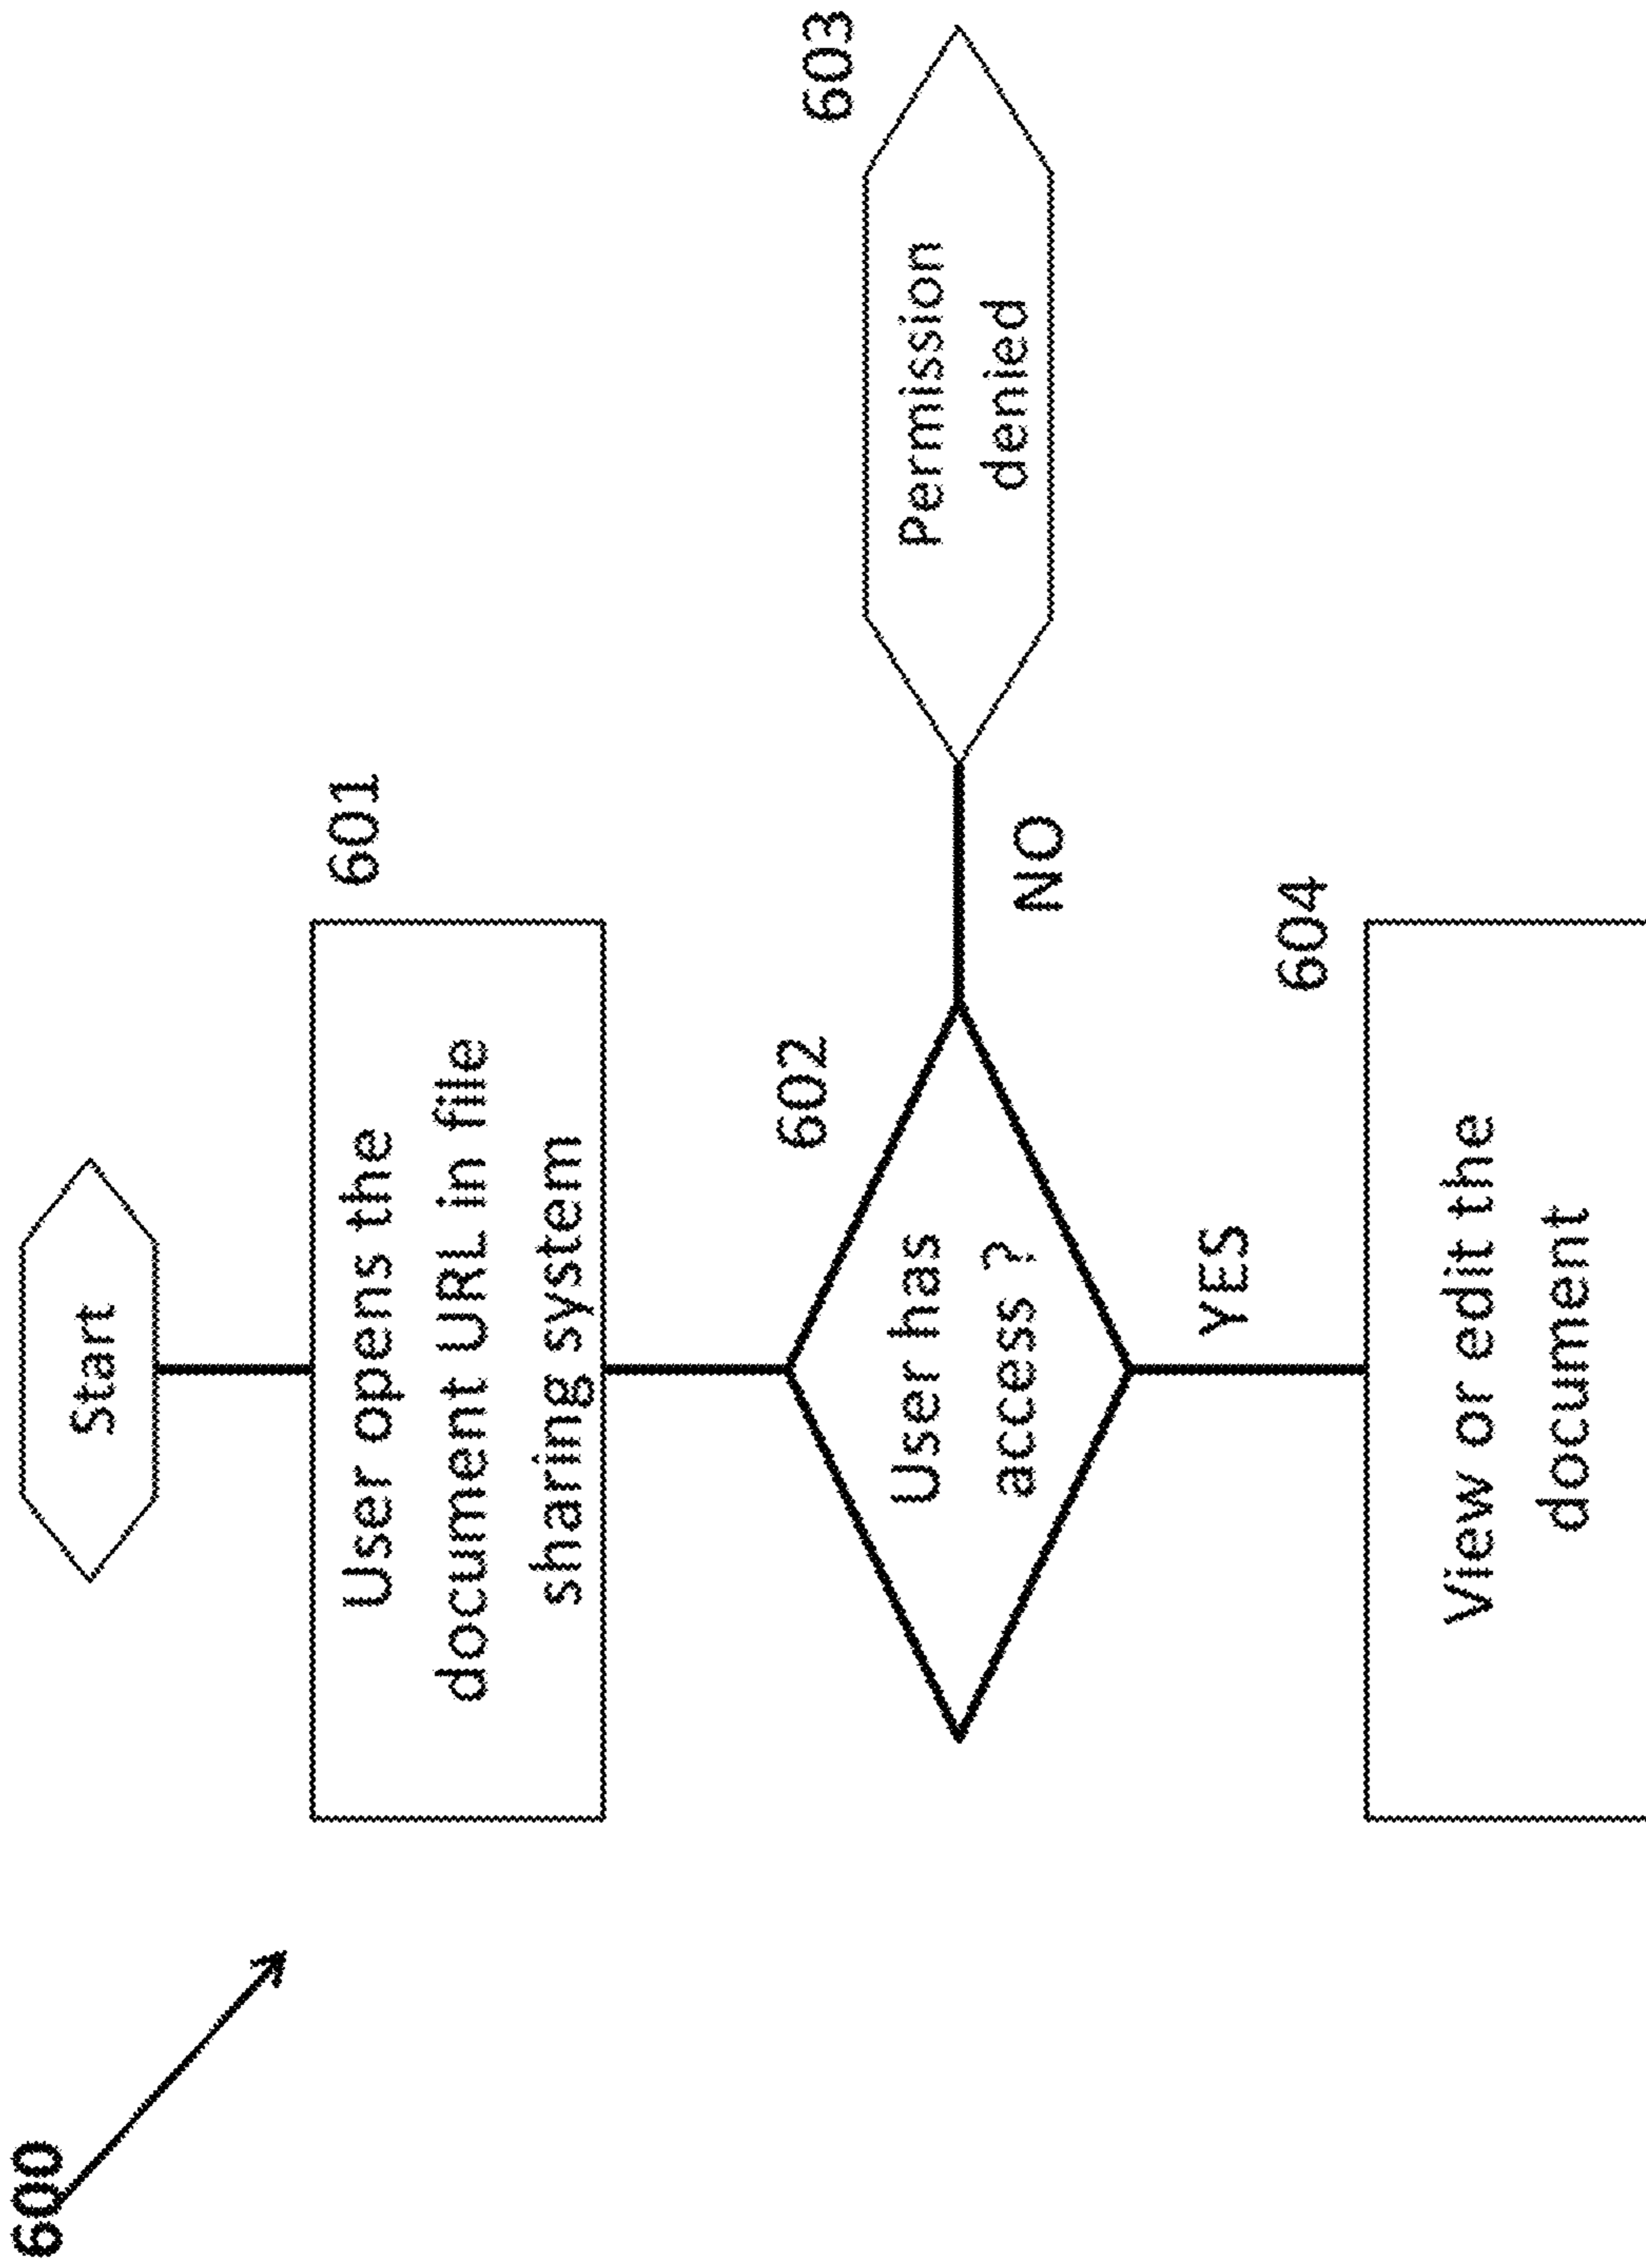 600
Start
601
User opens the
document URL in file
sharing system
602
User has
access ?
NO
603
Permission
denied
YES
604
View or edit the
document